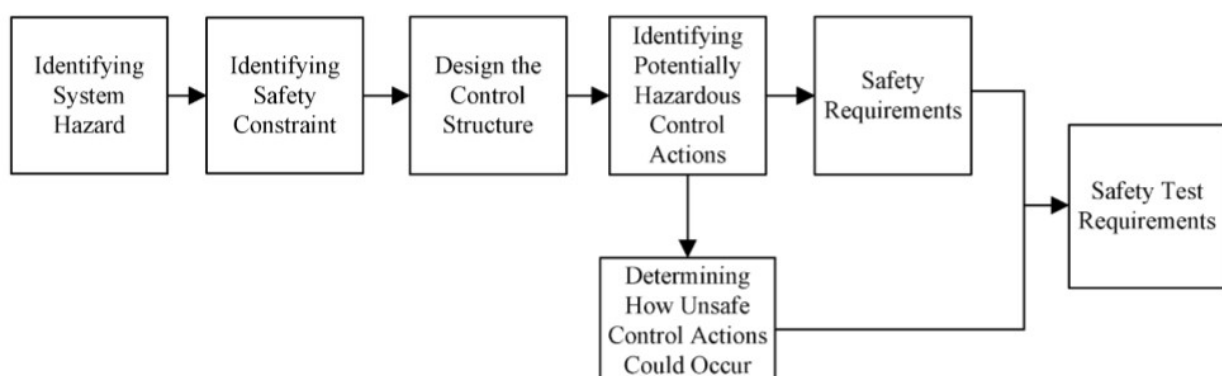 Identifying
System
Hazard
Identifying
Safety
Constraint
Design the
Control
Structure
Identifying
Potentially
Hazardous
Control
Actions
Safety
Requirements
Safety Test
Requirements
Determining
How Unsafe
Control Actions
Could Occur